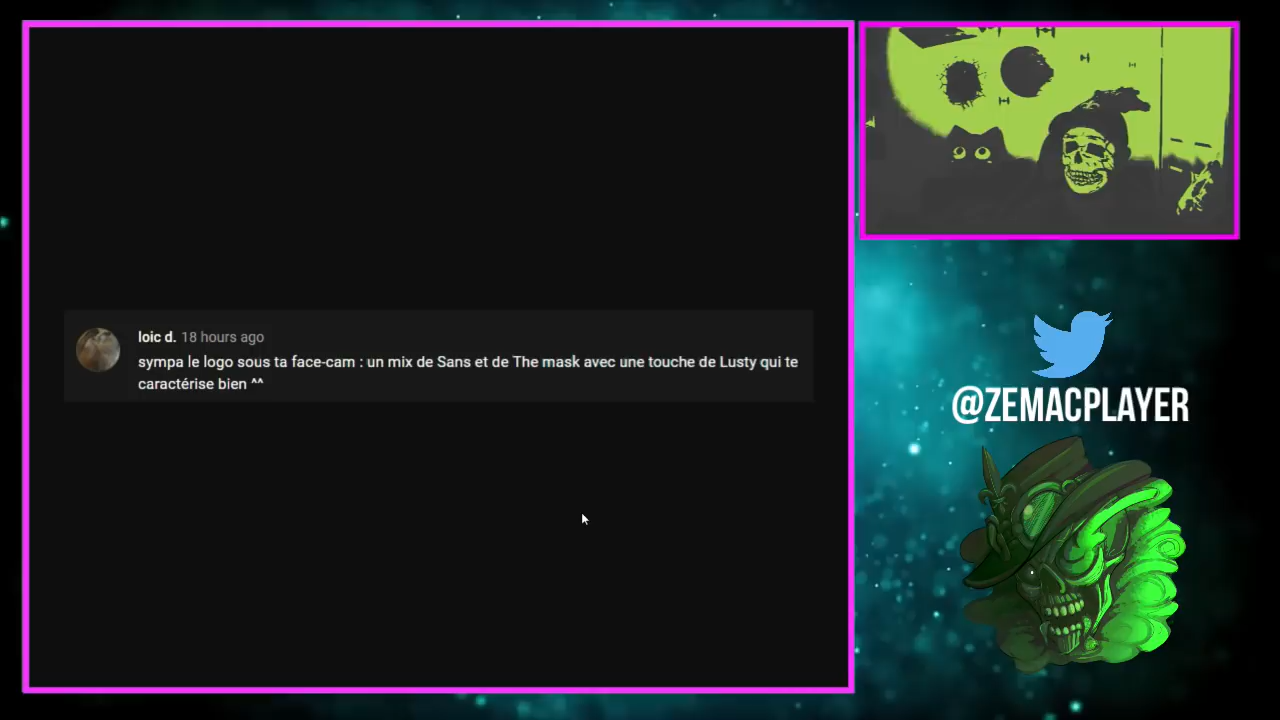 loic d. 18 hours ago
sympa le logo sous ta face-cam : un mix de Sans et de The mask avec une touche de Lusty qui te
caractérise bien ^^
@ZEMACPLAYER